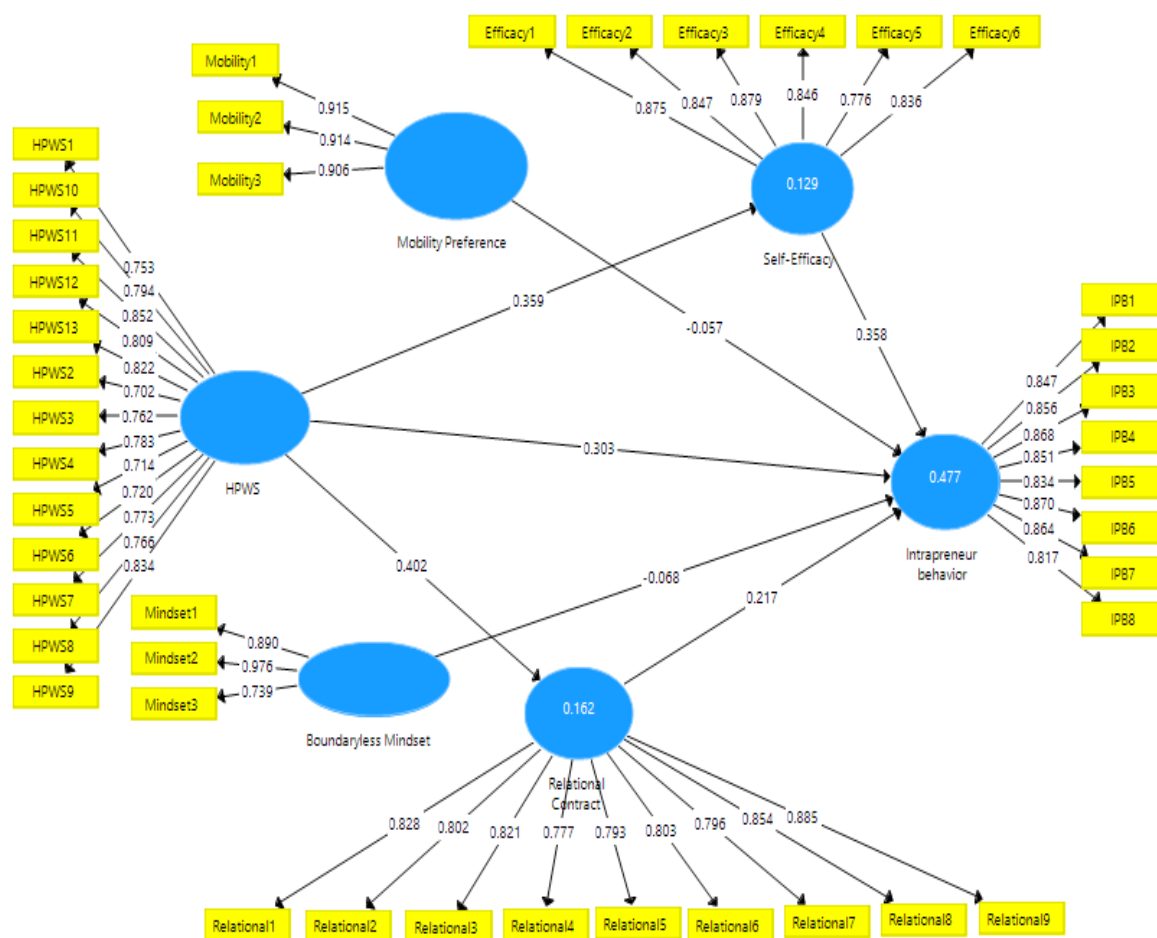 Efficacy1
Efficacy2
Efficacy3
Efficacy4
Efficacy5
Efficacy6
0.875
0.847
0.879
0.846
0.776
0.836
Mobility1
Mobility2
Mobility3
0.915
0.914
0.906
Mobility Preference
0.129
Self-Efficacy
HPWS1
HPWS10
HPWS11
HPWS12
HPWS13
HPWS2
HPWS3
HPWS4
HPWS5
HPWS6
HPWS7
HPWS8
HPWS9
0.753
0.794
0.852
0.809
0.822
0.702
0.762
0.783
0.714
0.720
0.773
0.766
0.834
HPWS
0.359
-0.057
0.358
0.303
0.402
-0.068
0.217
0.477
Intrapreneur
behavior
0.847
0.856
0.868
0.851
0.834
0.870
0.864
0.817
IPB1
IPB2
IPB3
IPB4
IPB5
IPB6
IPB7
IPB8
Mindset1
Mindset2
Mindset3
0.890
0.976
0.739
Boundaryless Mindset
0.162
Relational
Contract
0.828
0.802
0.821
0.777
0.793
0.803
0.796
0.854
0.885
Relational1
Relational2
Relational3
Relational4
Relational5
Relational6
Relational7
Relational8
Relational9